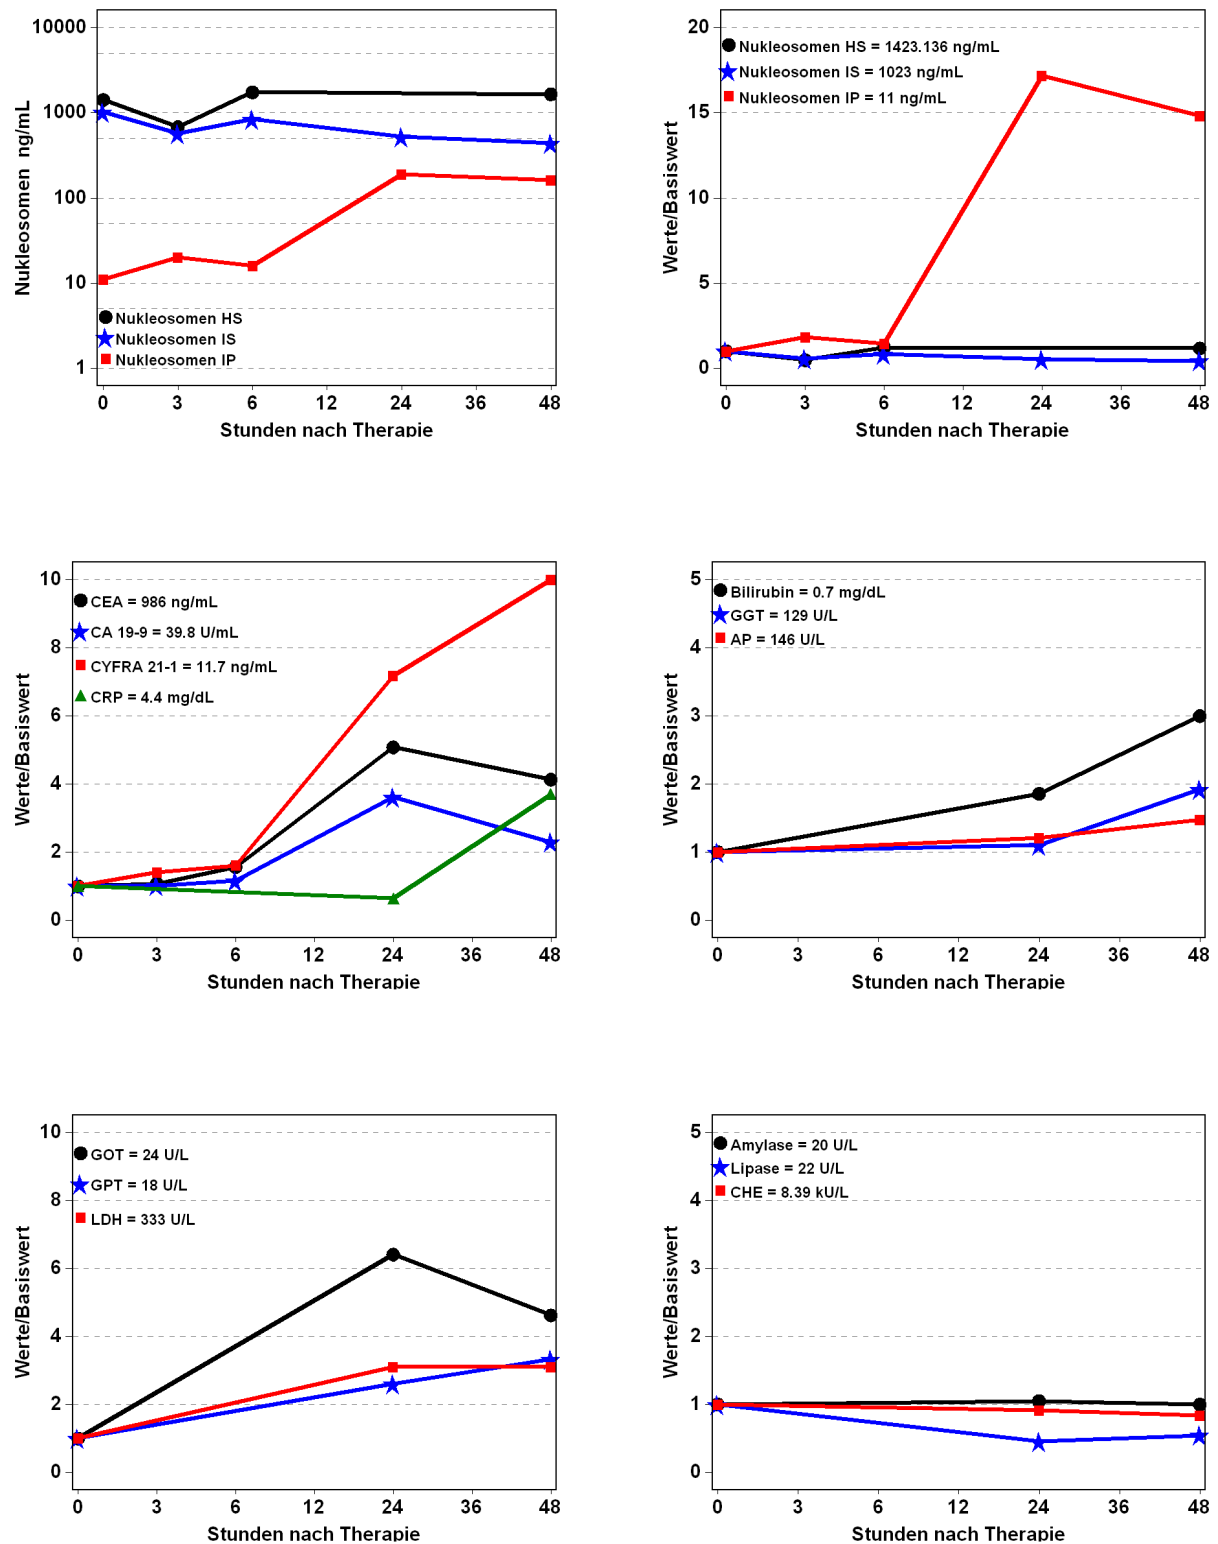 Nukleosomen ng/mL
10000
1000
100
10
1
Nukleosomen HS
Nukleosomen IS
Nukleosomen IP
0 3 6 12 24 36 48
Stunden nach Therapie
Werte/Basiswert
20
15
10
5
0
Nukleosomen HS = 1423.136 ng/mL
Nukleosomen IS = 1023 ng/mL
Nukleosomen IP = 11 ng/mL
0 3 6 12 24 36 48
Stunden nach Therapie
Werte/Basiswert
10
8
6
4
2
0
CEA = 986 ng/mL
CA 19-9 = 39.8 U/mL
CYFRA 21-1 = 11.7 ng/mL
CRP = 4.4 mg/dL
0 3 6 12 24 36 48
Stunden nach Therapie
Werte/Basiswert
5
4
3
2
1
0
Bilirubin = 0.7 mg/dL
GGT = 129 U/L
AP = 146 U/L
0 3 6 12 24 36 48
Stunden nach Therapie
Werte/Basiswert
10
8
6
4
2
0
GOT = 24 U/L
GPT = 18 U/L
LDH = 333 U/L
0 3 6 12 24 36 48
Stunden nach Therapie
Werte/Basiswert
5
4
3
2
1
0
Amylase = 20 U/L
Lipase = 22 U/L
CHE = 8.39 kU/L
0 3 6 12 24 36 48
Stunden nach Therapie